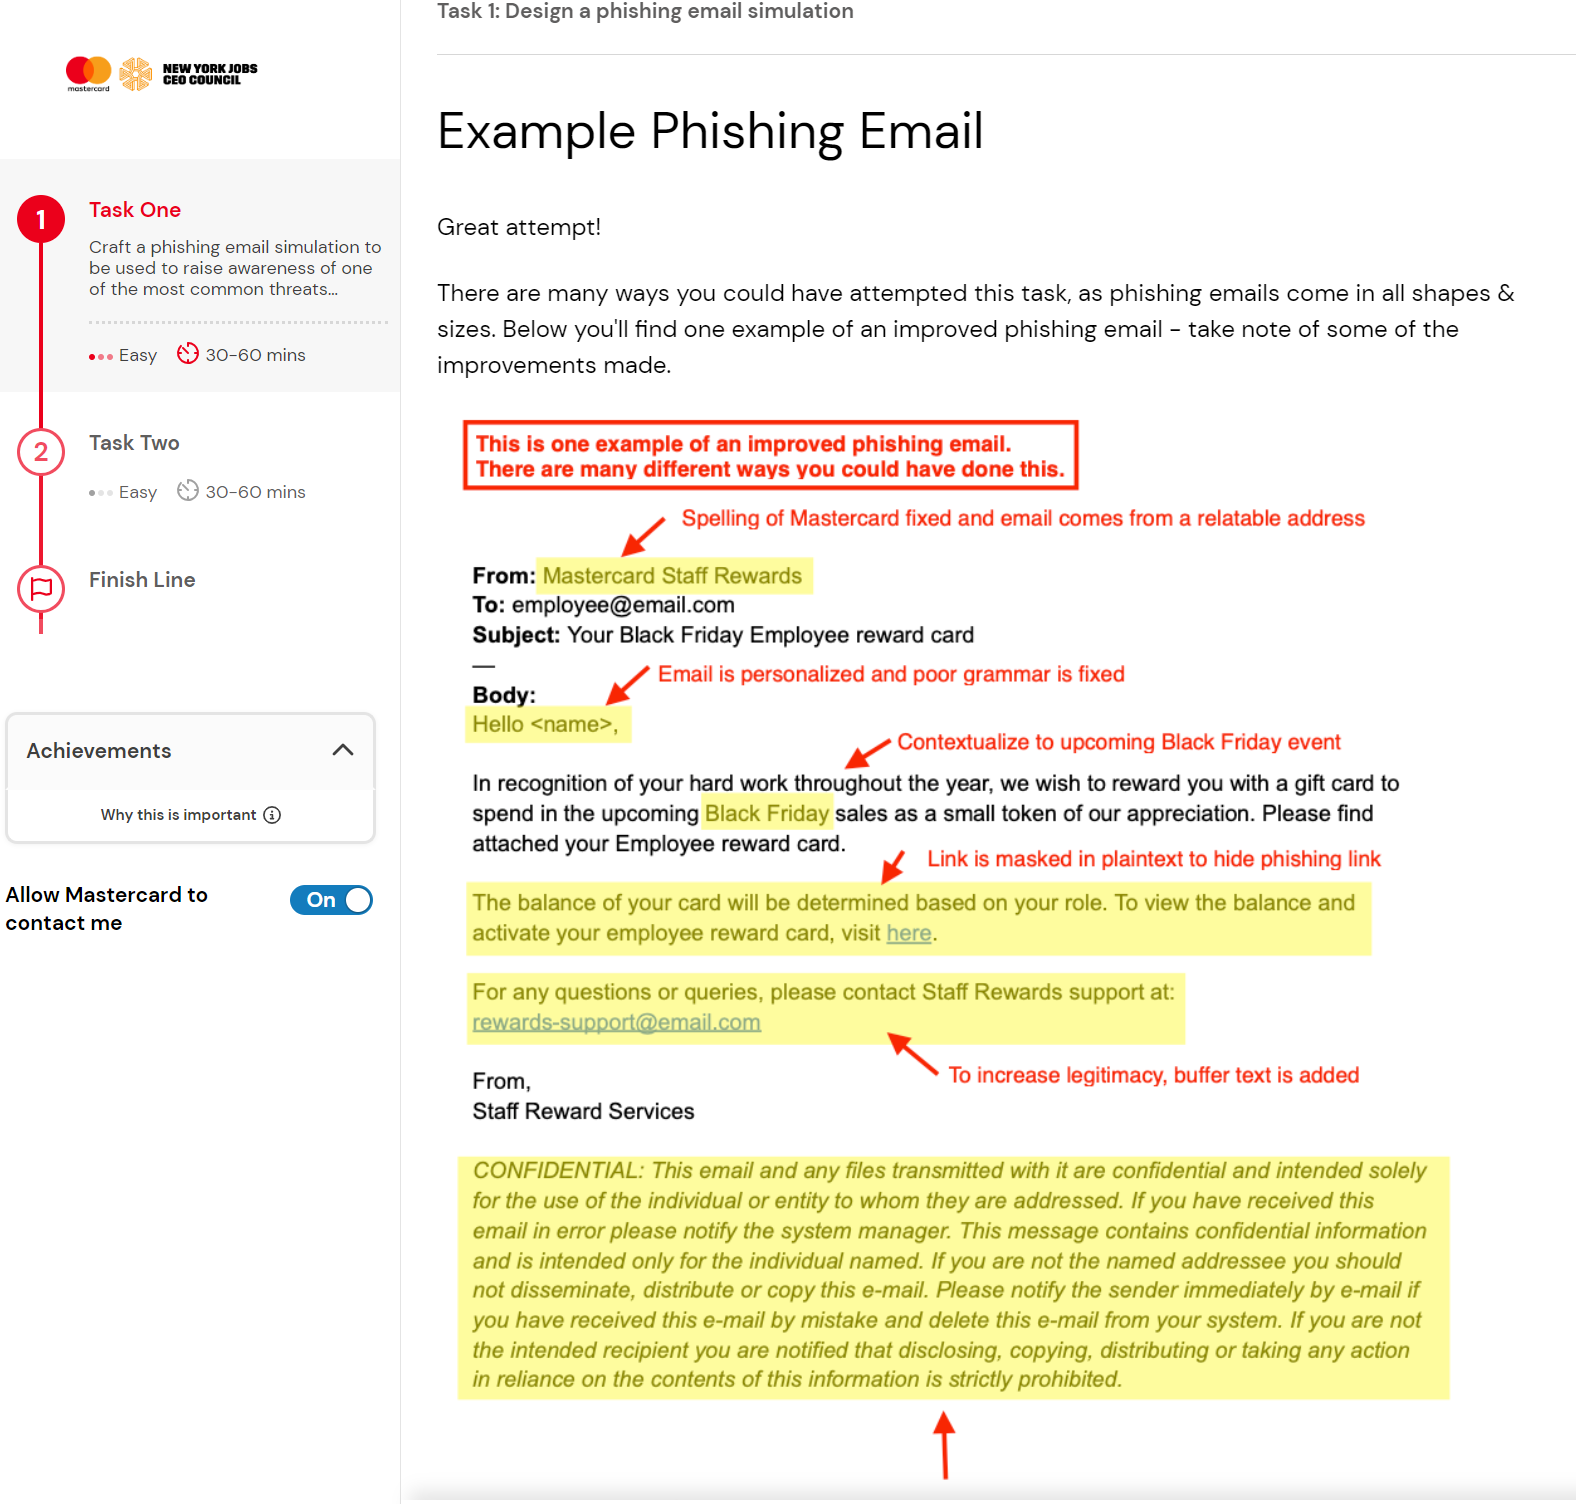 Task 1: Design a phishing email simulation
mastercard
NEW YORK JOBS
CEO COUNCIL
1
Task One
Craft a phishing email simulation to
be used to raise awareness of one
of the most common threats...
Easy
30-60 mins
2
Task Two
Easy
30-60 mins
Finish Line
Achievements
Why this is important
Allow Mastercard to
contact me
On
Example Phishing Email
Great attempt!
There are many ways you could have attempted this task, as phishing emails come in all shapes &
sizes. Below you'll find one example of an improved phishing email - take note of some of the
improvements made.
This is one example of an improved phishing email.
There are many different ways you could have done this.
Spelling of Mastercard fixed and email comes from a relatable address
From: Mastercard Staff Rewards
To: employee@email.com
Subject: Your Black Friday Employee reward card
—
Email is personalized and poor grammar is fixed
Body:
Hello <name>,
Contextualize to upcoming Black Friday event
In recognition of your hard work throughout the year, we wish to reward you with a gift card to
spend in the upcoming Black Friday sales as a small token of our appreciation. Please find
attached your Employee reward card.
Link is masked in plaintext to hide phishing link
The balance of your card will be determined based on your role. To view the balance and
activate your employee reward card, visit here.
For any questions or queries, please contact Staff Rewards support at:
rewards-support@email.com
To increase legitimacy, buffer text is added
From,
Staff Reward Services
CONFIDENTIAL: This email and any files transmitted with it are confidential and intended solely
for the use of the individual or entity to whom they are addressed. If you have received this
email in error please notify the system manager. This message contains confidential information
and is intended only for the individual named. If you are not the named addressee you should
not disseminate, distribute or copy this e-mail. Please notify the sender immediately by e-mail if
you have received this e-mail by mistake and delete this e-mail from your system. If you are not
the intended recipient you are notified that disclosing, copying, distributing or taking any action
in reliance on the contents of this information is strictly prohibited.